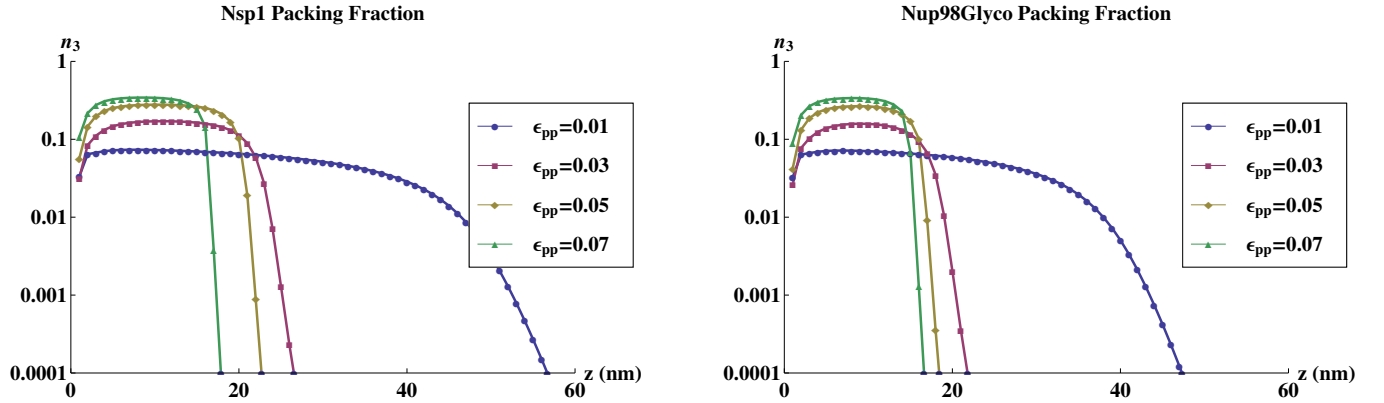 Nsp1 Packing Fraction
n3
1
0.1
0.01
0.001
0.0001
0
20
40
60
z (nm)
ϵpp=0.01
ϵpp=0.03
ϵpp=0.05
ϵpp=0.07
Nup98Glyco Packing Fraction
n3
1
0.1
0.01
0.001
0.0001
0
20
40
60
z (nm)
ϵpp=0.01
ϵpp=0.03
ϵpp=0.05
ϵpp=0.07